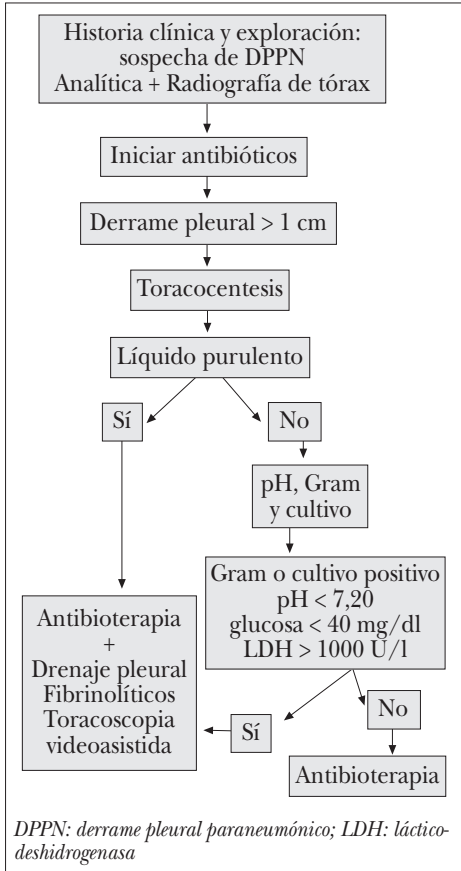 Historia clínica y exploración:
sospecha de DPPN
Analítica + Radiografía de tórax
Iniciar antibióticos
Derrame pleural > 1 cm
Toracocentesis
Líquido purulento
Sí
No
pH, Gram
y cultivo
Gram o cultivo positivo
pH < 7,20
glucosa < 40 mg/dl
LDH > 1000 U/l
Antibioterapia
+
Drenaje pleural
Fibrinolíticos
Toracoscopia
videoasistida
Sí
No
Antibioterapia
DPPN: derrame pleural paraneumónico; LDH: láctico-
deshidrogenasa